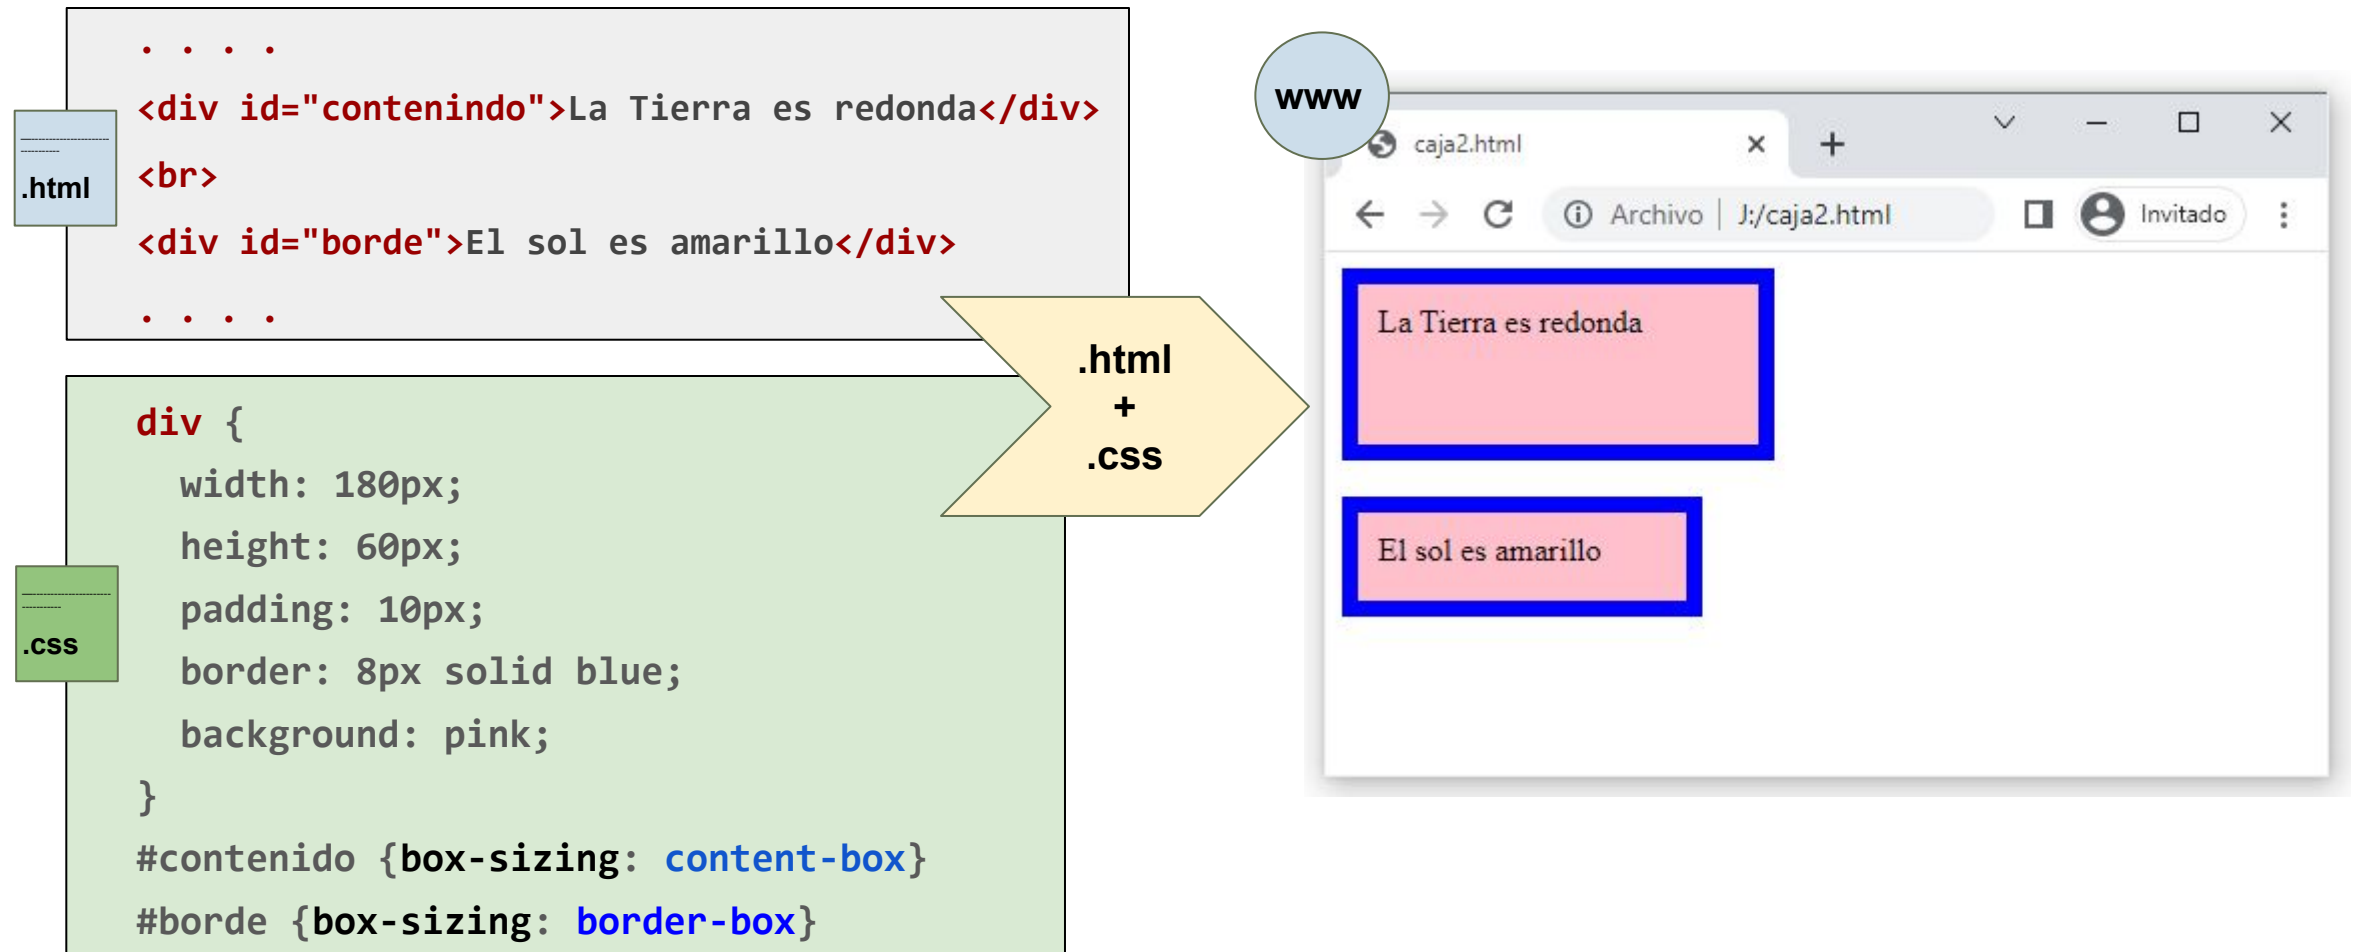 . . . .
<div id="contenindo">La Tierra es redonda</div>
<br>
<div id="borde">El sol es amarillo</div>
. . . .
.html
div {
width: 180px;
height: 60px;
padding: 10px;
border: 8px solid blue;
background: pink;
}
#contenido {box-sizing: content-box}
#borde {box-sizing: border-box}
.css
.html
+
.css
www
caja2.html
Archivo | J:/caja2.html
Invitado
La Tierra es redonda
El sol es amarillo